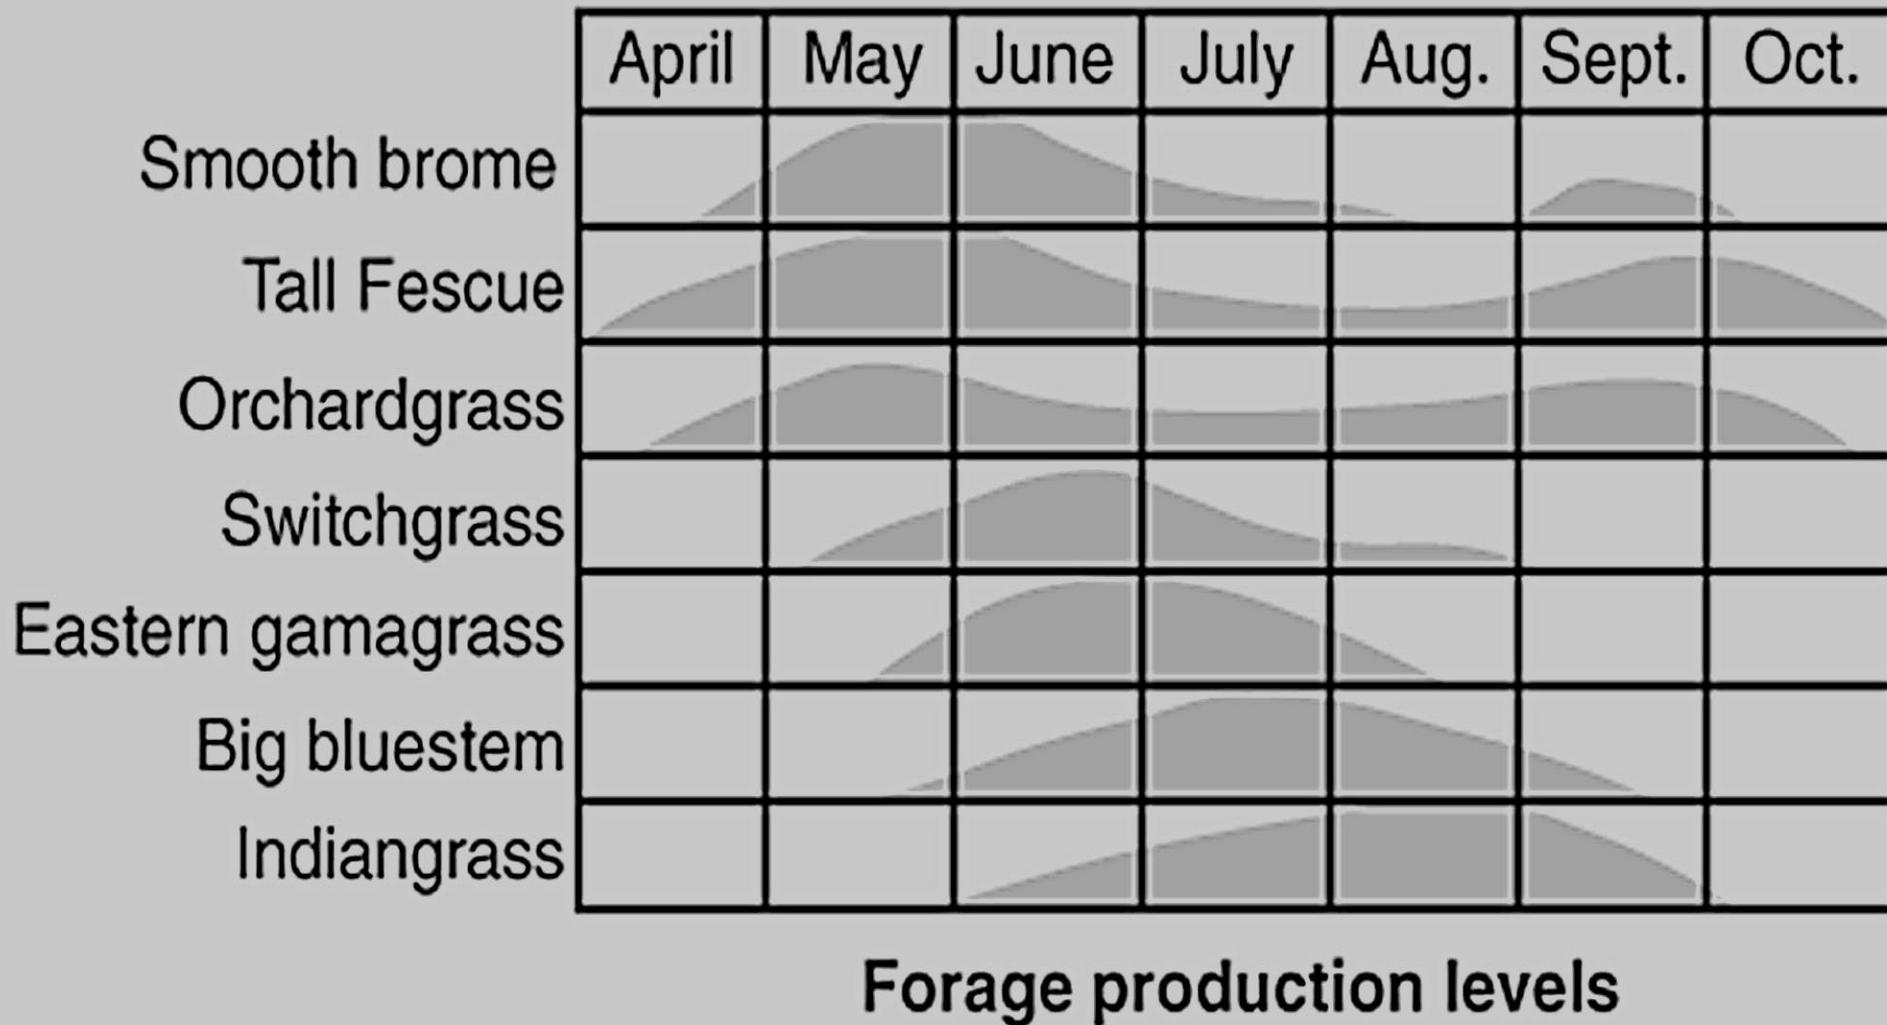 April May June July Aug. Sept. Oct.
Smooth brome
Tall Fescue
Orchardgrass
Switchgrass
Eastern gamagrass
Big bluestem
Indiangrass
Forage production levels